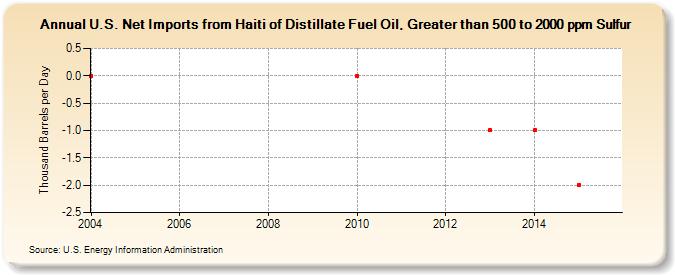 Annual U.S. Net Imports from Haiti of Distillate Fuel Oil, Greater than 500 to 2000 ppm Sulfur
Thousand Barrels per Day
0.5
0.0
-0.5
-1.0
-1.5
-2.0
-2.5
2004 2006 2008 2010 2012 2014
Source: U.S. Energy Information Administration